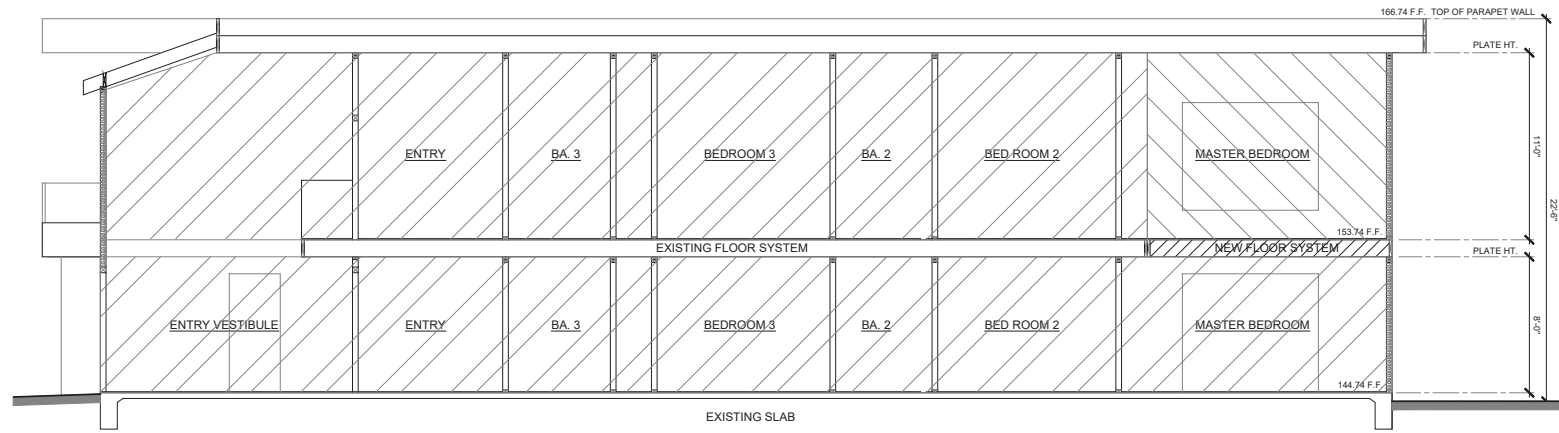 166.74 F.F. TOP OF PARAPET WALL
PLATE HT.
ENTRY
BA. 3
BEDROOM 3
BA. 2
BED ROOM 2
MASTER BEDROOM
11'-0"
22'-6"
153.74 F.F.
EXISTING FLOOR SYSTEM
NEW FLOOR SYSTEM
PLATE HT.
ENTRY VESTIBULE
ENTRY
BA. 3
BEDROOM 3
BA. 2
BED ROOM 2
MASTER BEDROOM
8'-0"
144.74 F.F.
EXISTING SLAB